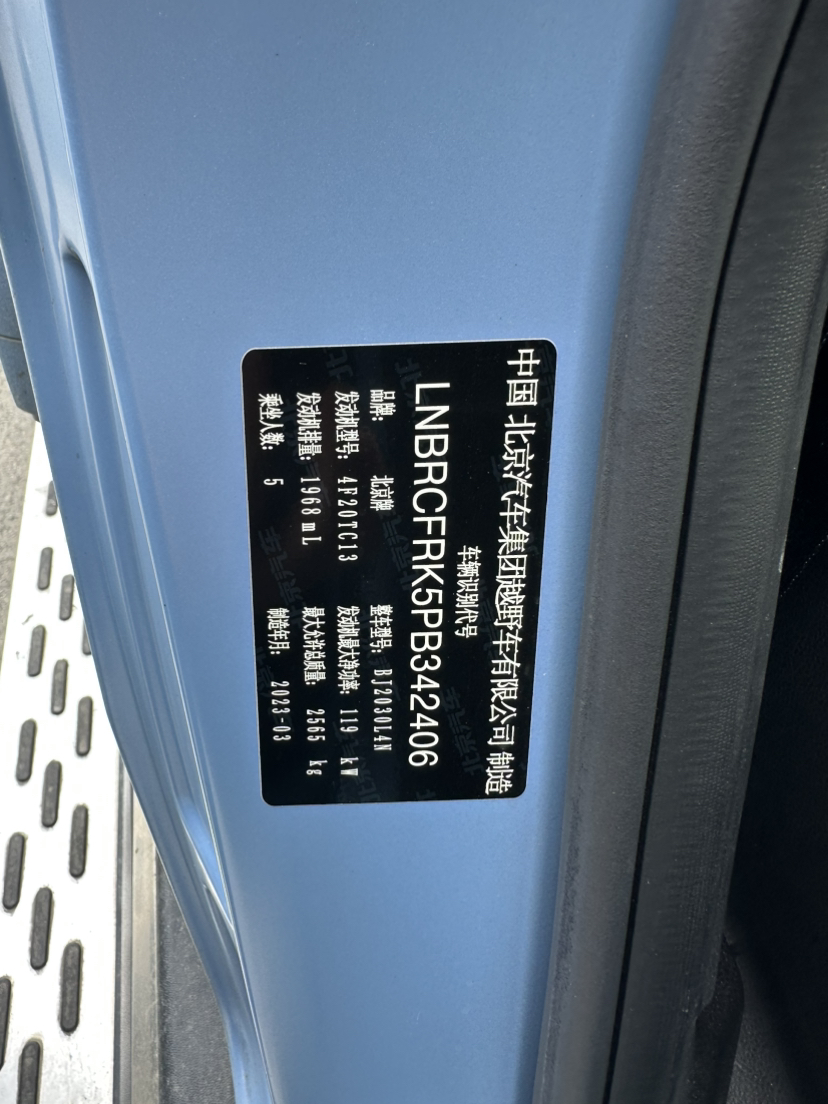 中国 北京汽车集团越野车有限公司 制造
车辆识别代号
LNBRCFRK5PB342406
品牌: 北京牌 整车型号: BJ2030L4N
发动机型号: 4F20TC13 发动机最大净功率: 119 kW
发动机排量: 1968 mL 最大允许总质量: 2565 kg
乘坐人数: 5 制造年月: 2023-03